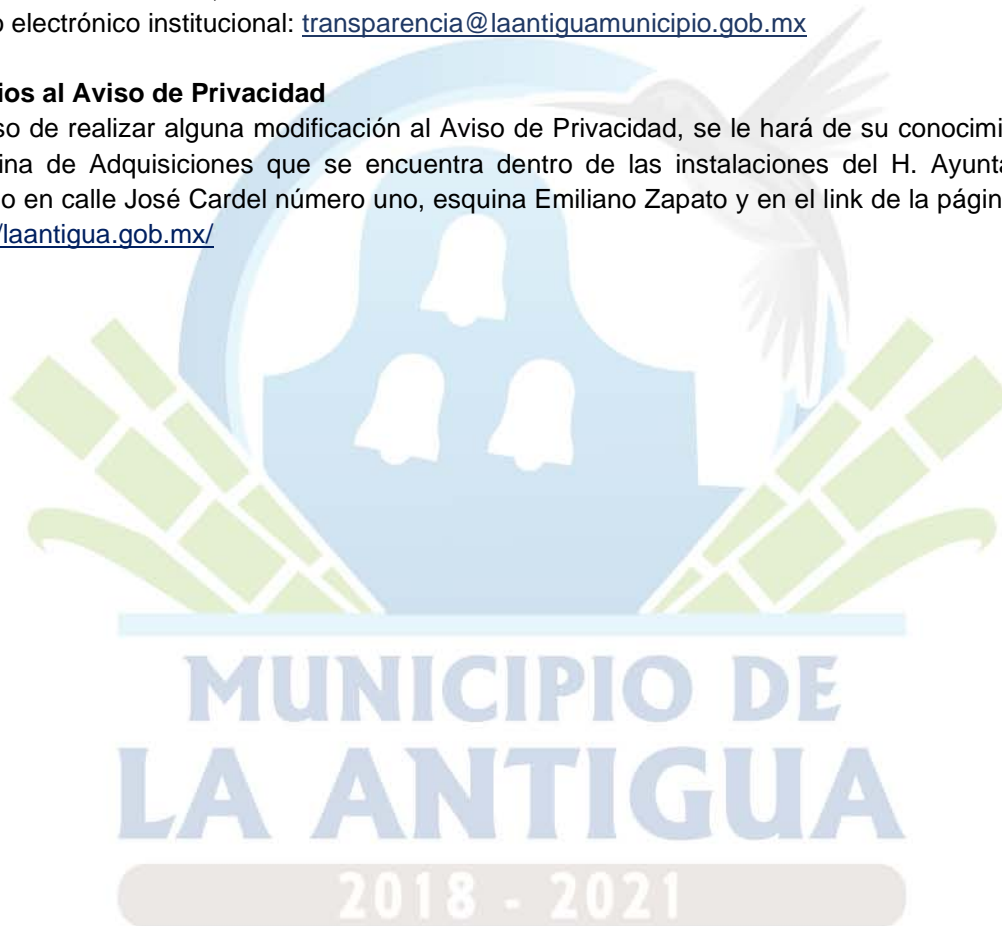 o electrónico institucional: transparencia@laantiguamunicipio.gob.mx
ios al Aviso de Privacidad
so de realizar alguna modificación al Aviso de Privacidad, se le hará de su conocimi
ina de Adquisiciones que se encuentra dentro de las instalaciones del H. Ayunta
o en calle José Cardel número uno, esquina Emiliano Zapato y en el link de la págin
/laantigua.gob.mx/
MUNICIPIO DE
LA ANTIGUA
2018 - 2021